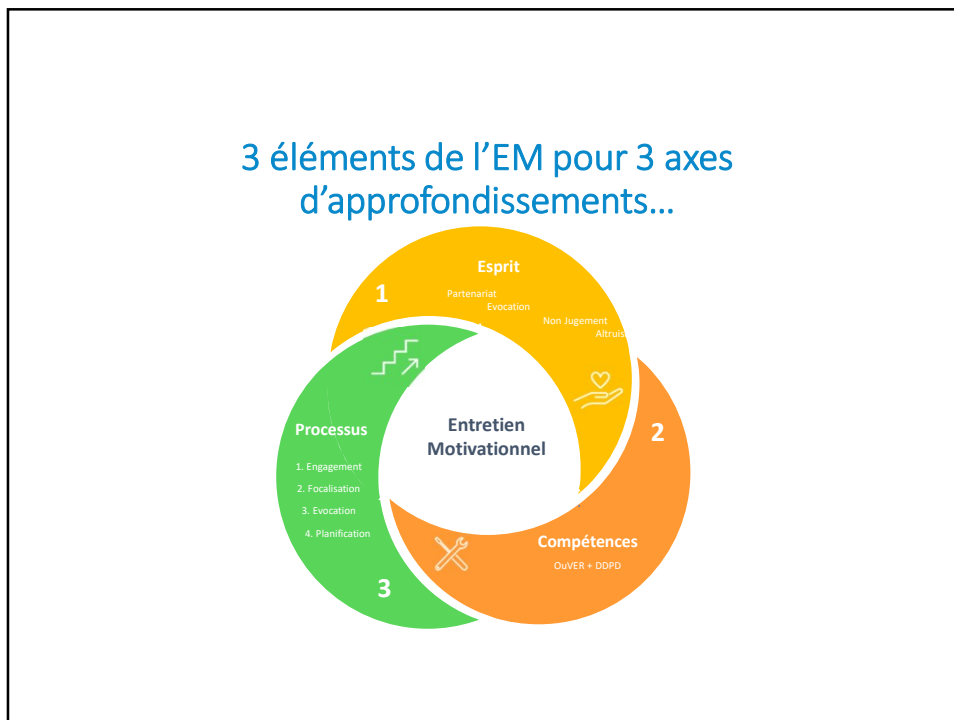 3 éléments de l'EM pour 3 axes
d'approfondissements...
1
Esprit
Partenariat
Evocation
Non Jugement
Altruis
2
Compétences
OuVER + DDPD
3
Processus
1. Engagement
2. Focalisation
3. Evocation
4. Planification
Entretien
Motivationnel